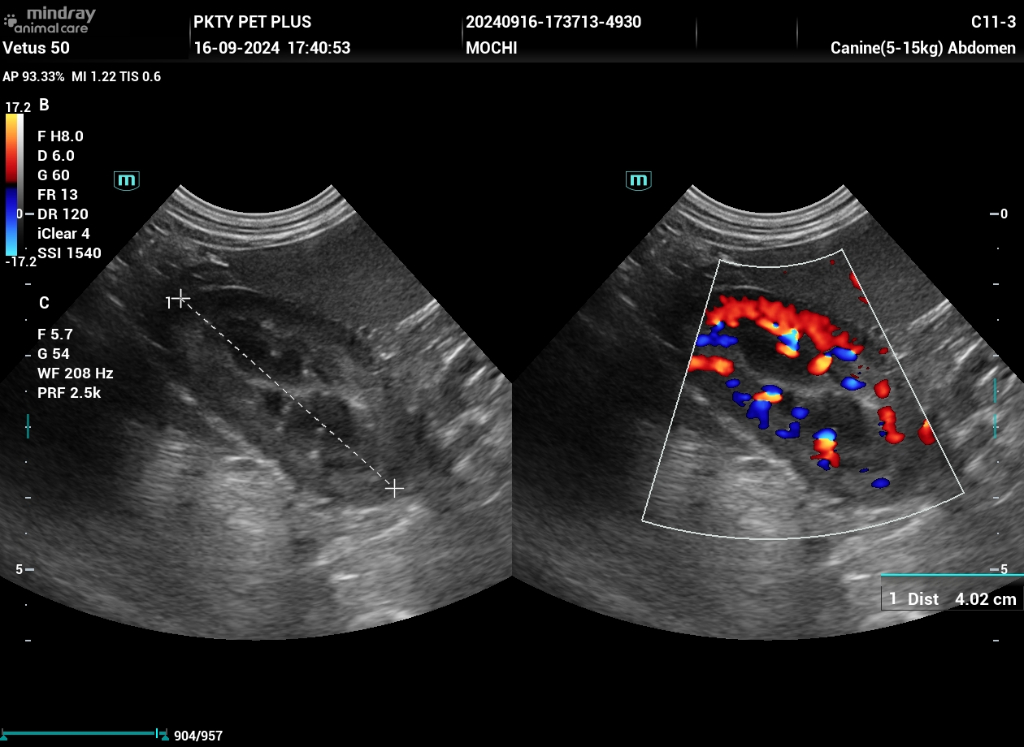 mindray
animalcare
Vetus 50
PKTY PET PLUS
16-09-2024 17:40:53
20240916-173713-4930
MOCHI
C11-3
Canine(5-15kg) Abdomen
AP 93.33% MI 1.22 TIS 0.6
17.2
B
F H8.0
D 6.0
G 60
FR 13
DR 120
iClear 4
SSI 1540
-17.2
0
C
F 5.7
G 54
WF 208 Hz
PRF 2.5k
m
m
1
0
5
5
1 Dist 4.02 cm
904/957